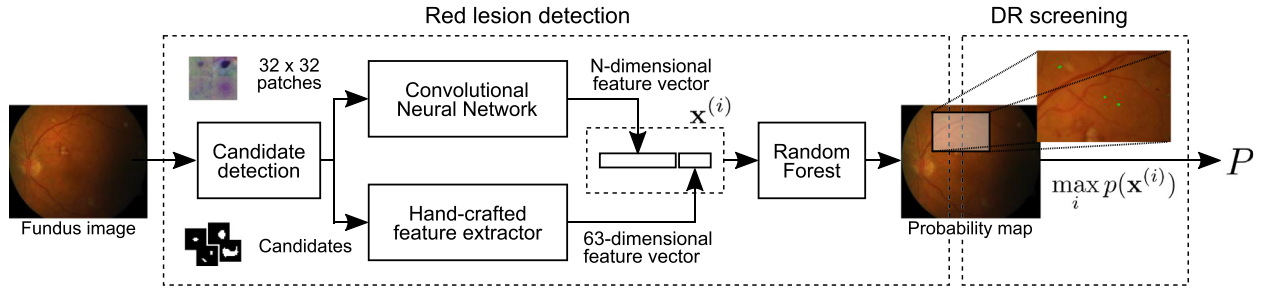 Red lesion detection
DR screening
32 x 32
patches
Convolutional
Neural Network
N-dimensional
feature vector
x^{(i)}
Candidate
detection
Random
Forest
P
max_i p(x^{(i)})
Fundus image
Candidates
Hand-crafted
feature extractor
63-dimensional
feature vector
Probability map